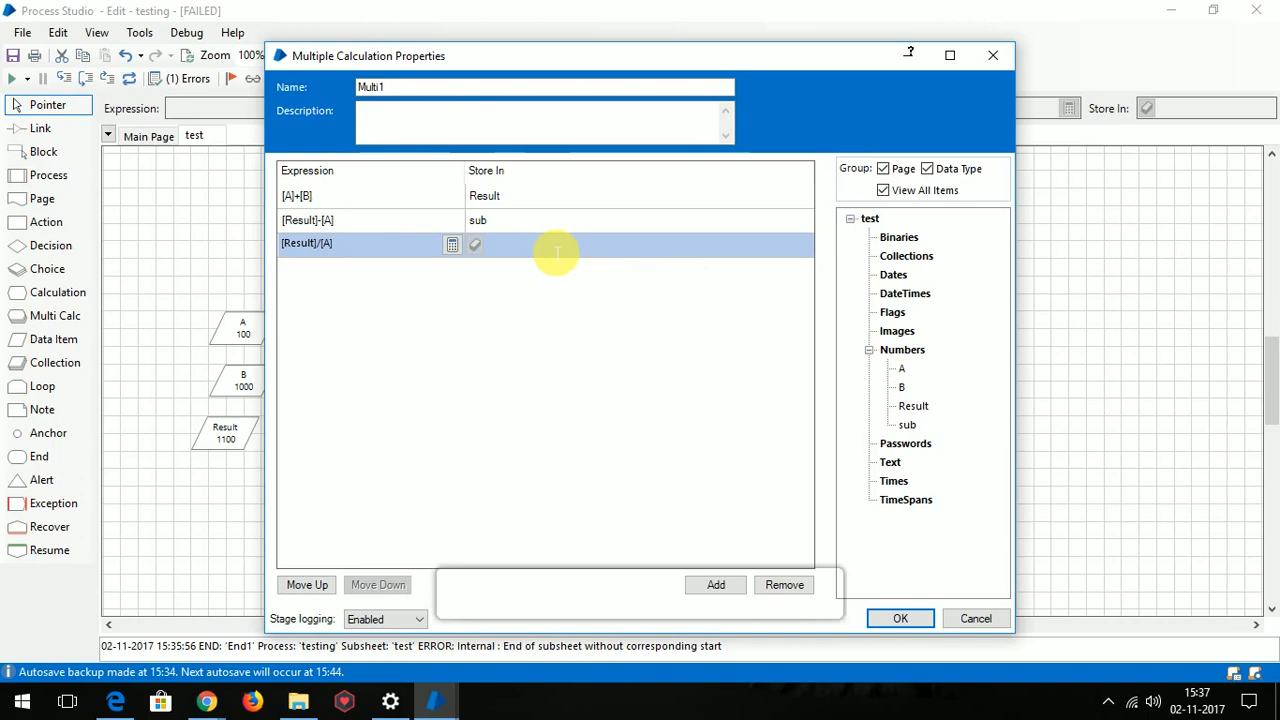 Process Studio - Edit - testing - [FAILED]
File Edit View Tools Debug Help
Zoom 100%
(1) Errors
Pointer
Link
Block
Process
Page
Action
Decision
Choice
Calculation
Multi Calc
Data Item
Collection
Loop
Note
Anchor
End
Alert
Exception
Recover
Resume
Expression:
Store In:
Main Page test
A
100
B
1000
Result
1100
Multiple Calculation Properties
Name: Multi1
Description:
Expression Store In
[A]+[B] Result
[Result]-[A] sub
[Result]/[A]
Group: Page Data Type
View All Items
test
Binaries
Collections
Dates
DateTimes
Flags
Images
Numbers
A
B
Result
sub
Passwords
Text
Times
TimeSpans
Move Up Move Down Add Remove
Stage logging: Enabled
OK Cancel
02-11-2017 15:35:56 END: 'End1' Process: 'testing' Subsheet: 'test' ERROR: Internal : End of subsheet without corresponding start
Autosave backup made at 15:34. Next autosave will occur at 15:44.
15:37
02-11-2017